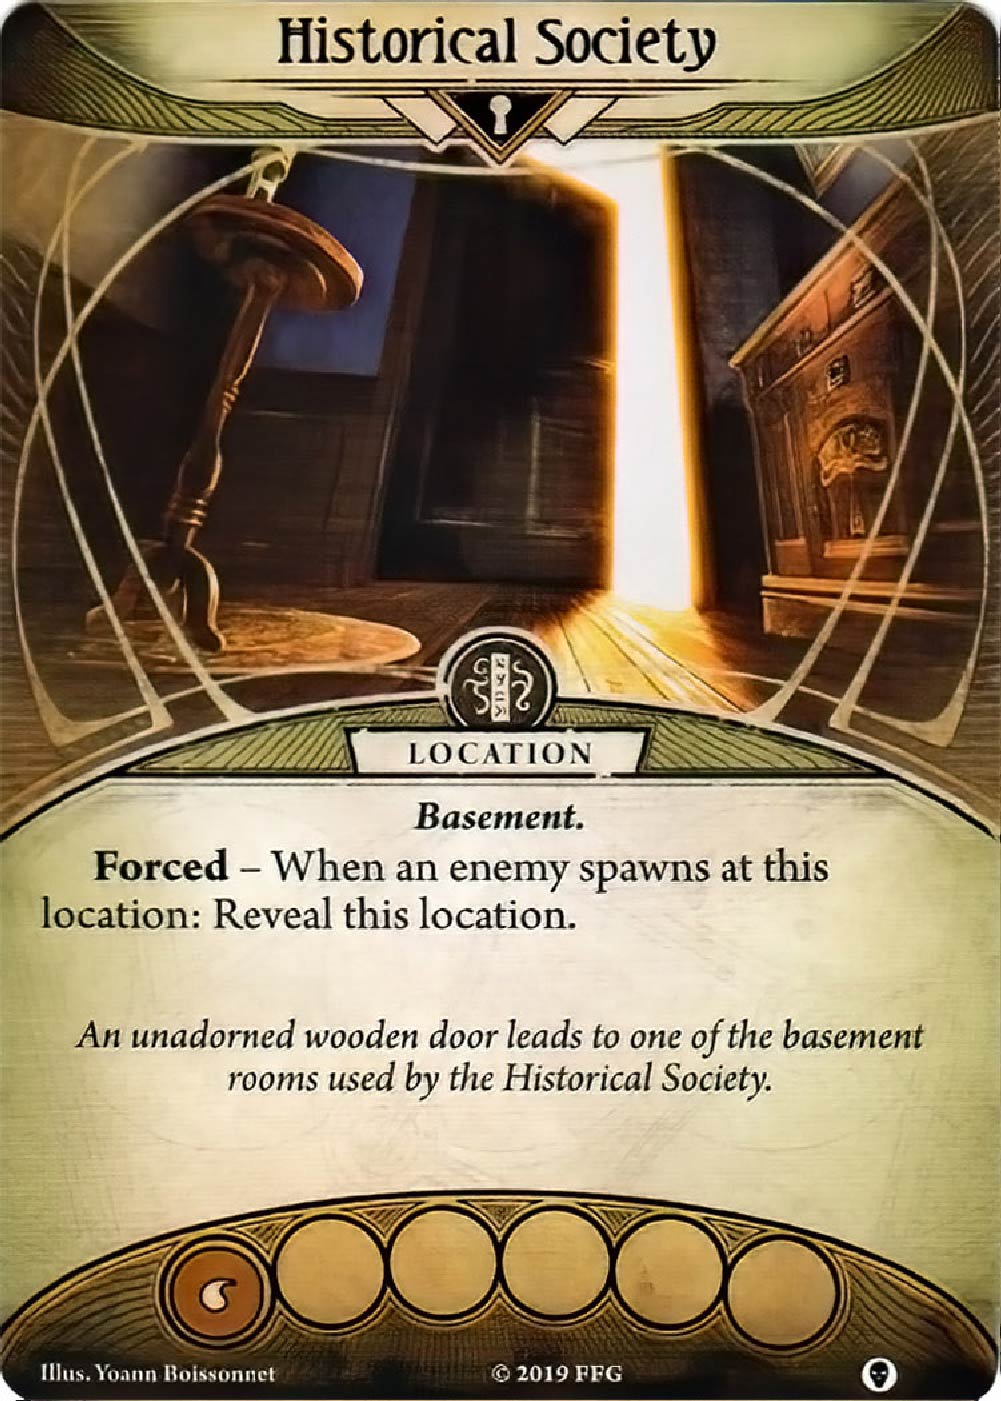 Historical Society
LOCATION
Basement.
Forced – When an enemy spawns at this
location: Reveal this location.
An unadorned wooden door leads to one of the basement
rooms used by the Historical Society.
Illus. Yoann Boissonnet
© 2019 FFG